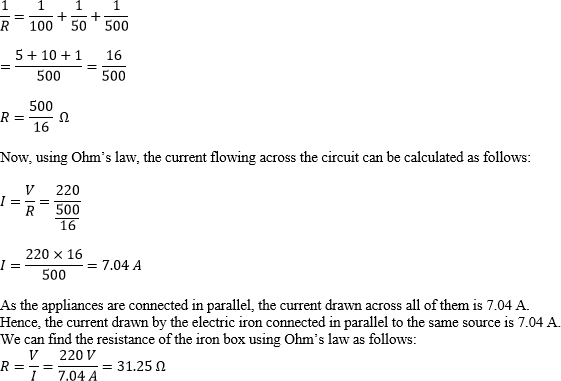 1/R = 1/100 + 1/50 + 1/500
= (5 + 10 + 1)/500 = 16/500
R = 500/16 Ω
Now, using Ohm's law, the current flowing across the circuit can be calculated as follows:
I = V/R = 220/(500/16)
I = (220 × 16)/500 = 7.04 A
As the appliances are connected in parallel, the current drawn across all of them is 7.04 A.
Hence, the current drawn by the electric iron connected in parallel to the same source is 7.04 A.
We can find the resistance of the iron box using Ohm's law as follows:
R = V/I = 220 V/7.04 A = 31.25 Ω